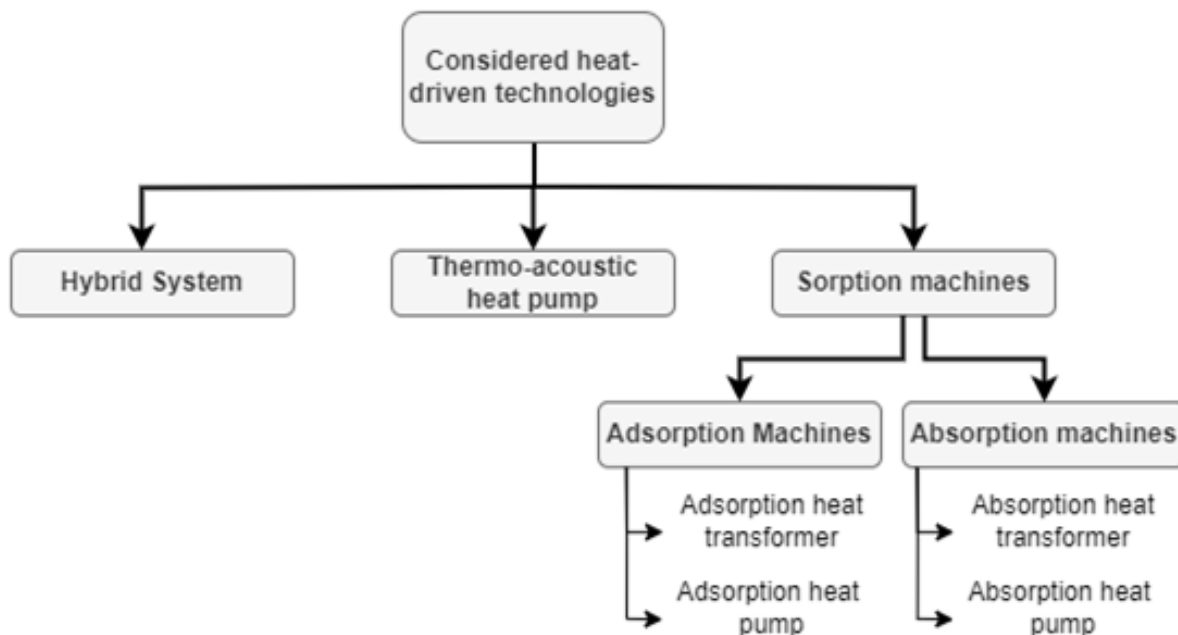 Considered heat-
driven technologies
Hybrid System
Thermo-acoustic
heat pump
Sorption machines
Adsorption Machines
Absorption machines
Adsorption heat
transformer
Adsorption heat
pump
Absorption heat
transformer
Absorption heat
pump